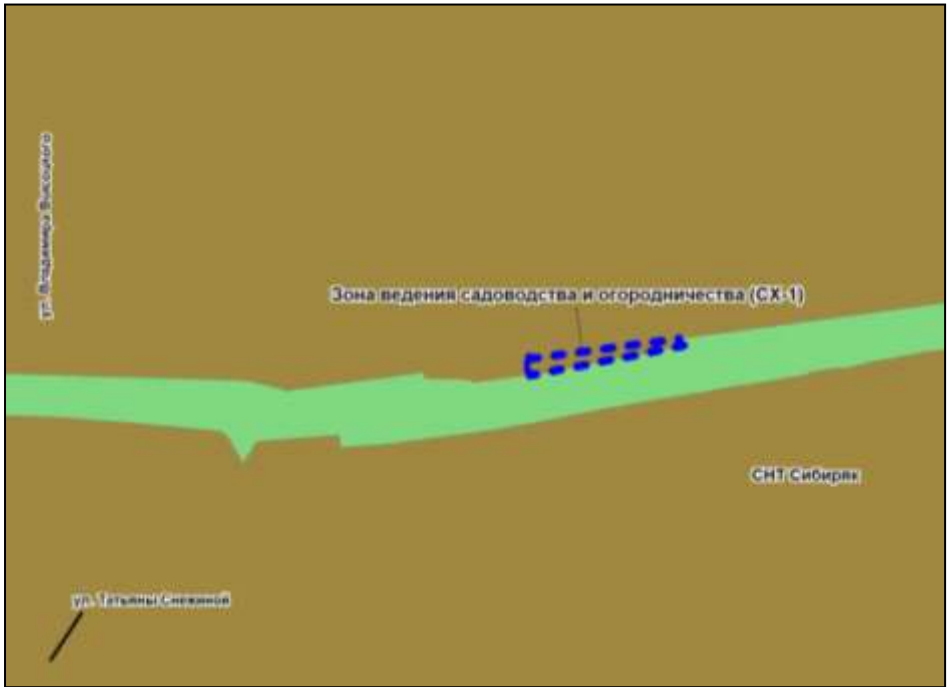 ул. Владимира Высоцкого
Зона ведения садоводства и огородничества (СХ-1)
СНТ Сибиряк
ул. Татьяны Снежиной